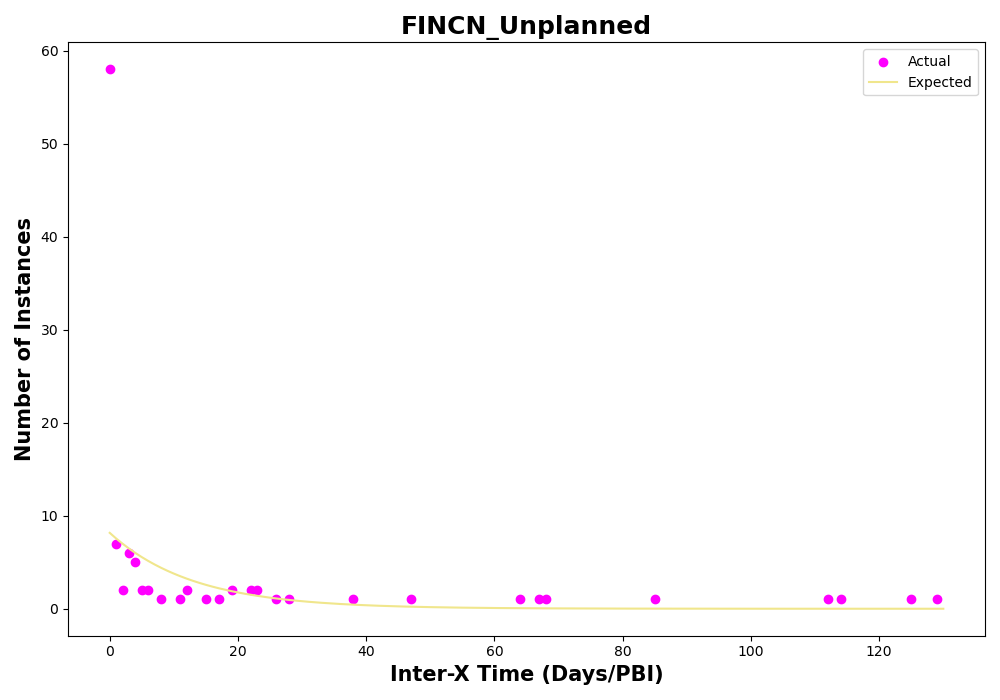 FINCN_Unplanned
60
50
40
30
20
10
0
Number of Instances
Actual
Expected
0 20 40 60 80 100 120
Inter-X Time (Days/PBI)